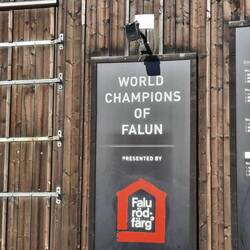 WORLD
CHAMPIONS
OF
FALUN
PRESENTED BY
Falu
röd-
färg